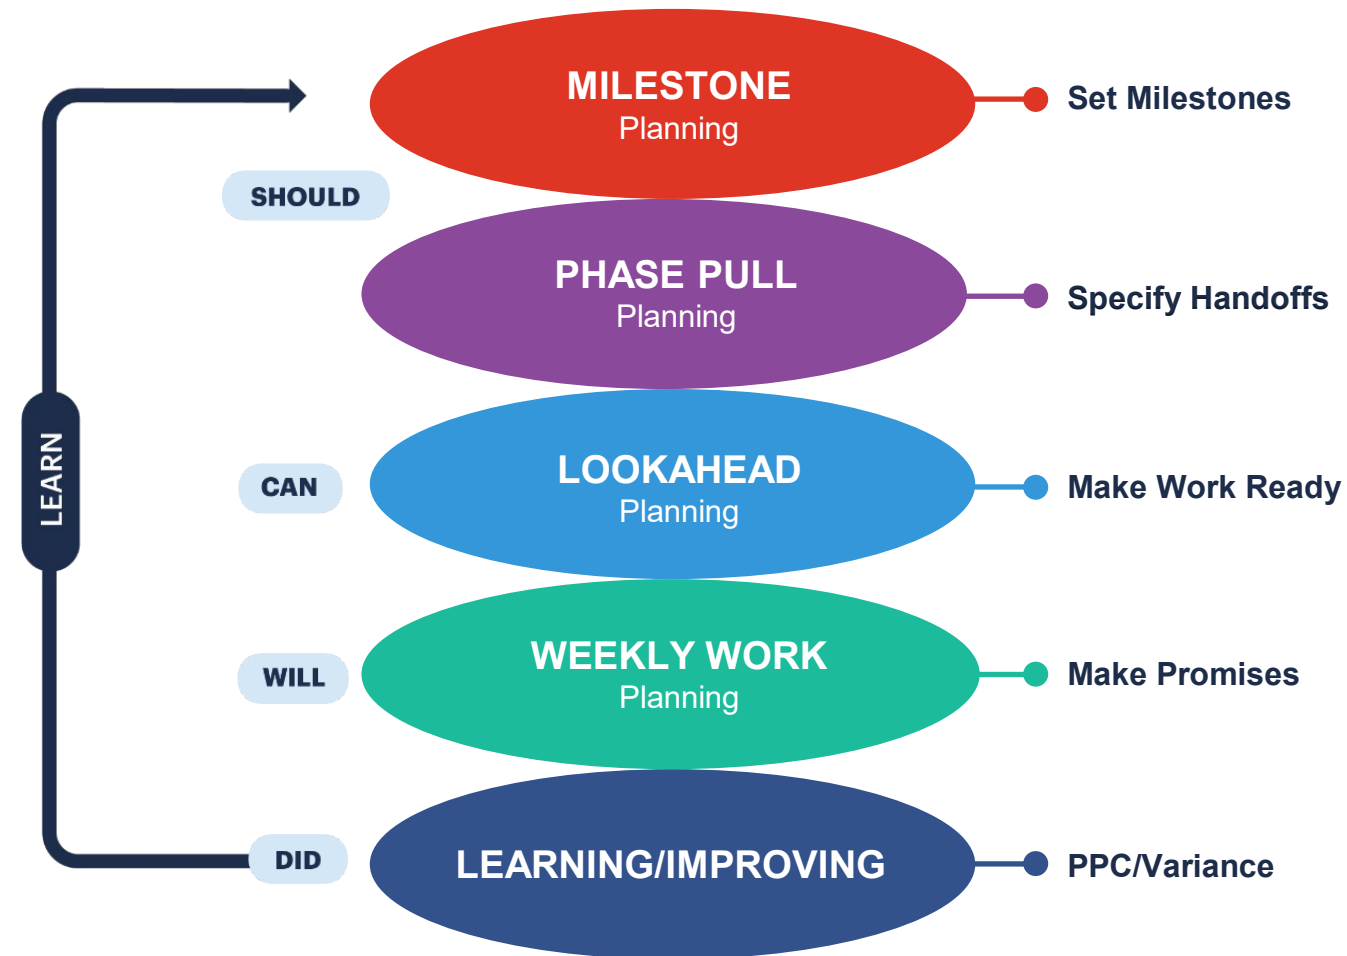 MILESTONE
Planning
Set Milestones
SHOULD
PHASE PULL
Planning
Specify Handoffs
LEARN
CAN
LOOKAHEAD
Planning
Make Work Ready
WILL
WEEKLY WORK
Planning
Make Promises
DID
LEARNING/IMPROVING
PPC/Variance